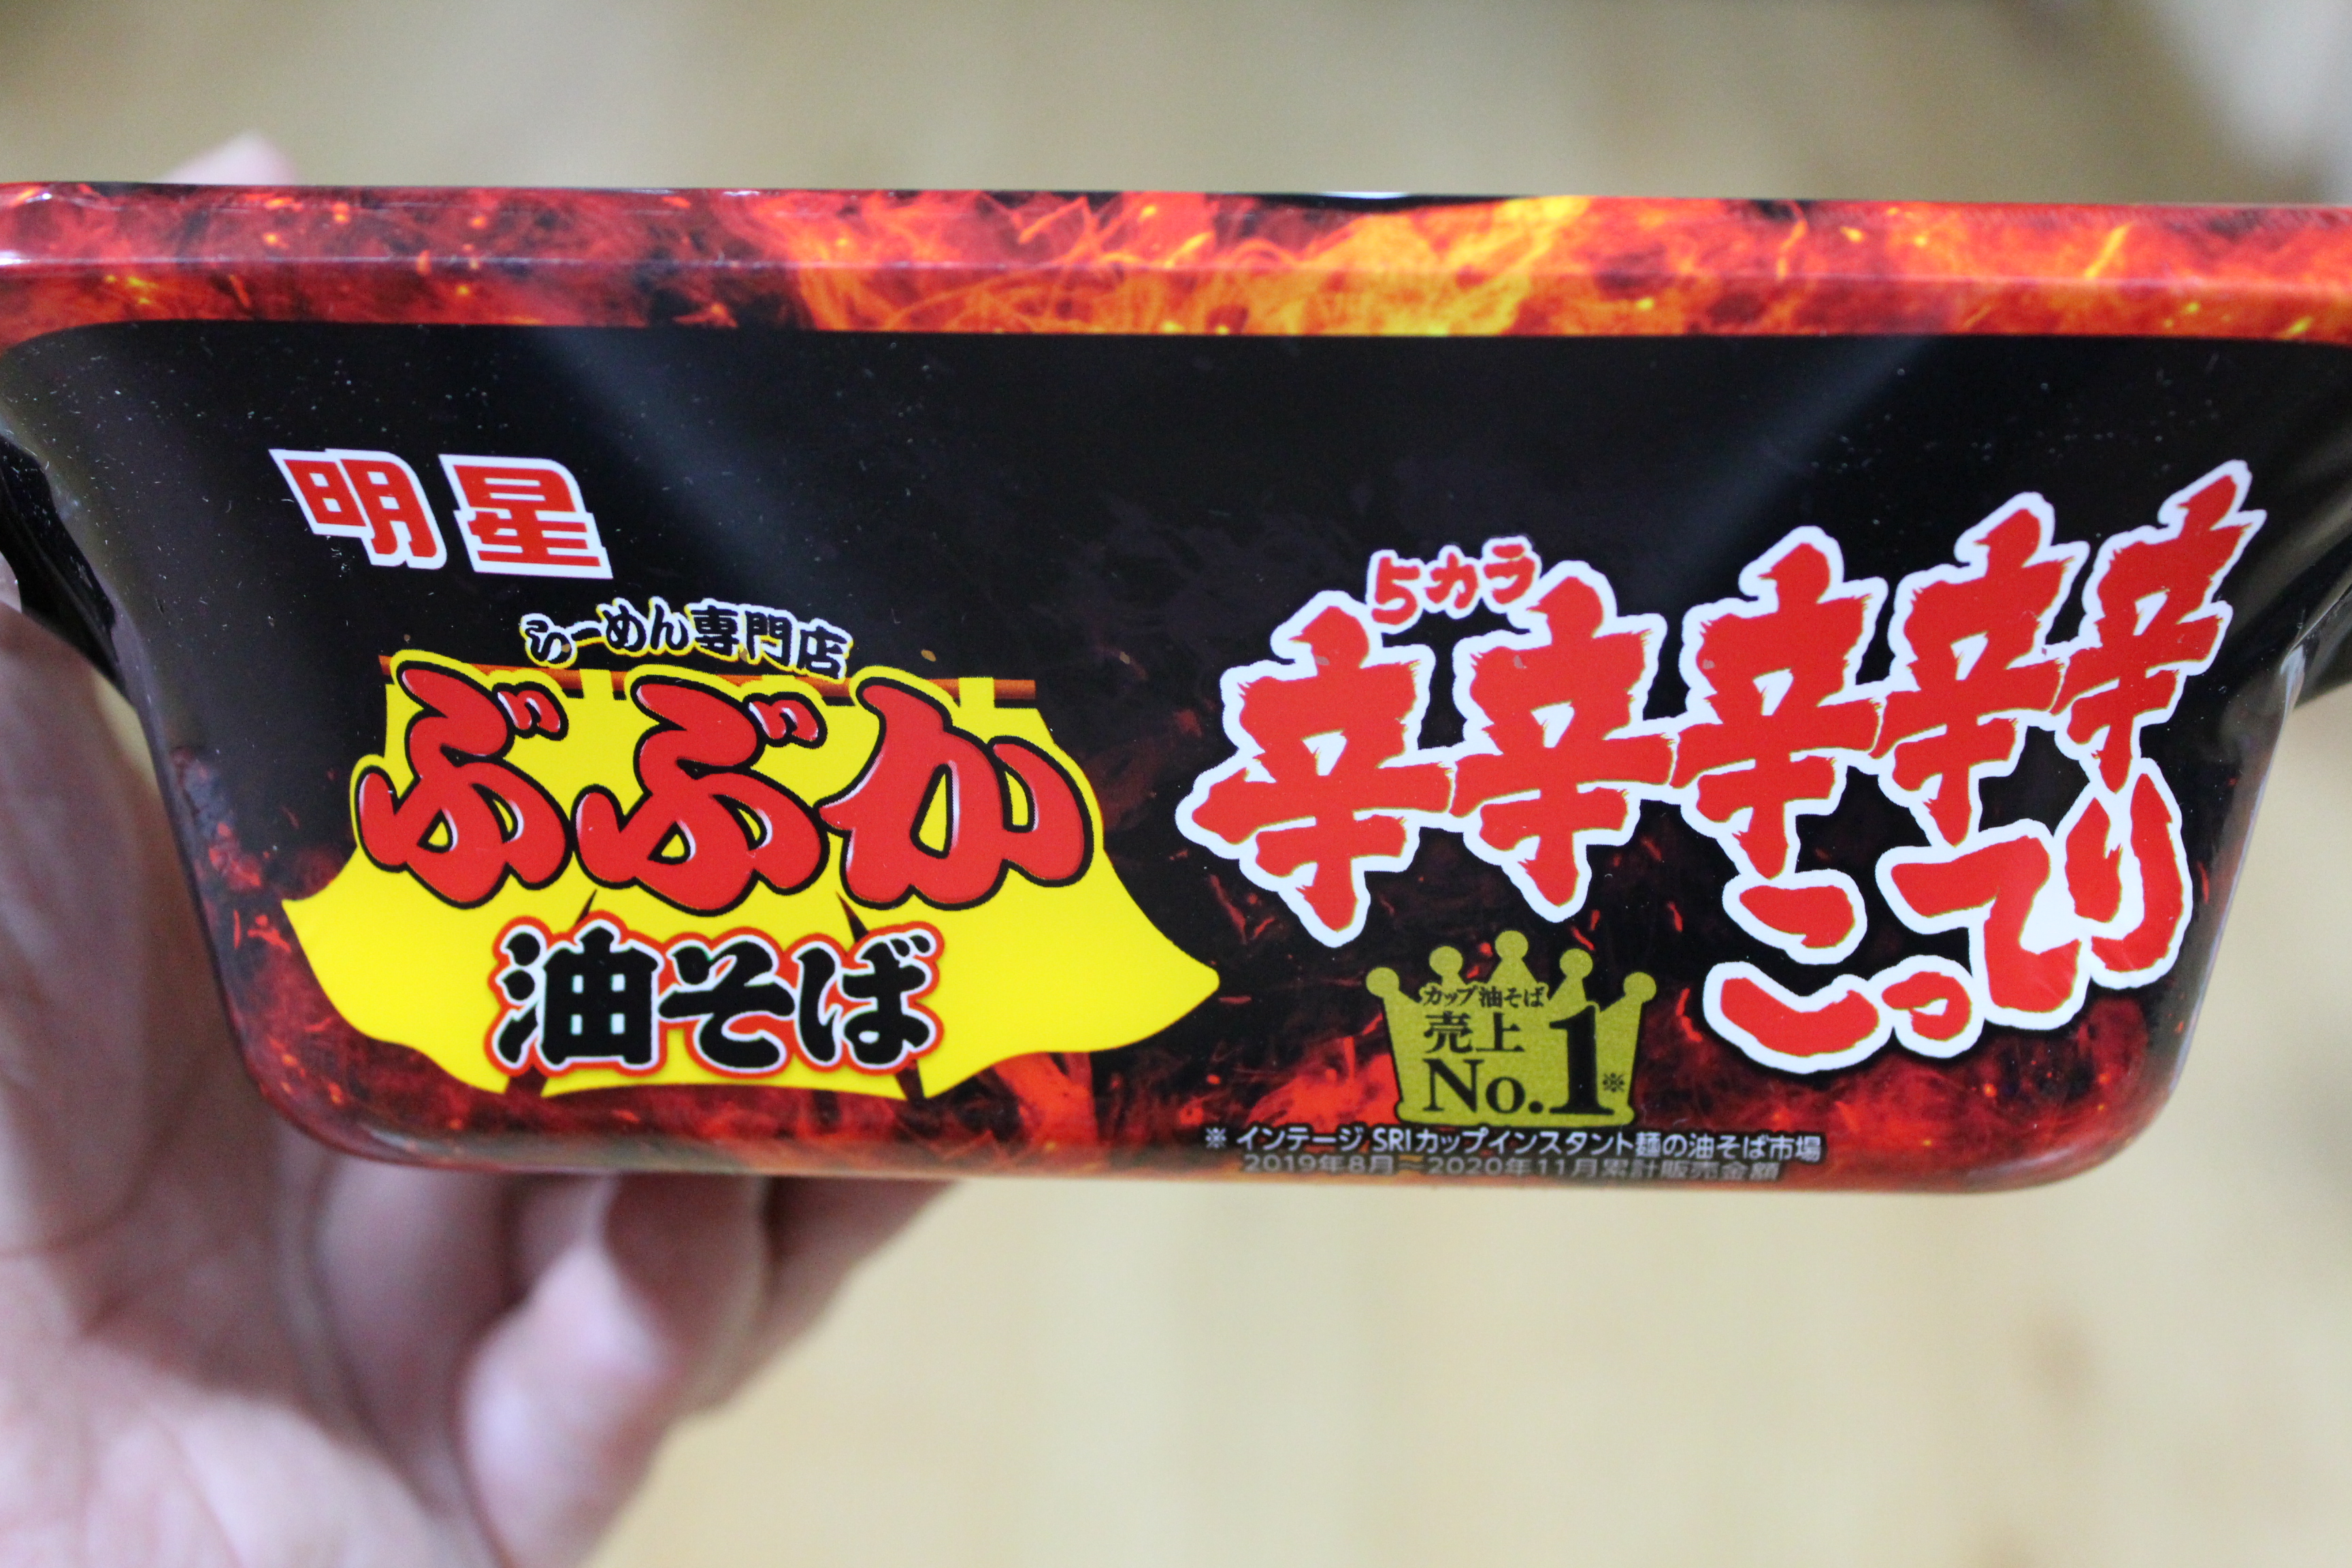 明星
らーめん専門店
ぶぶか
油そば
5カラ
辛辛辛辛辛
こってり
カップ油そば
売上
No.1※
※ インテージ SRIカップインスタント麺の油そば市場
2019年8月～2020年11月累計販売金額